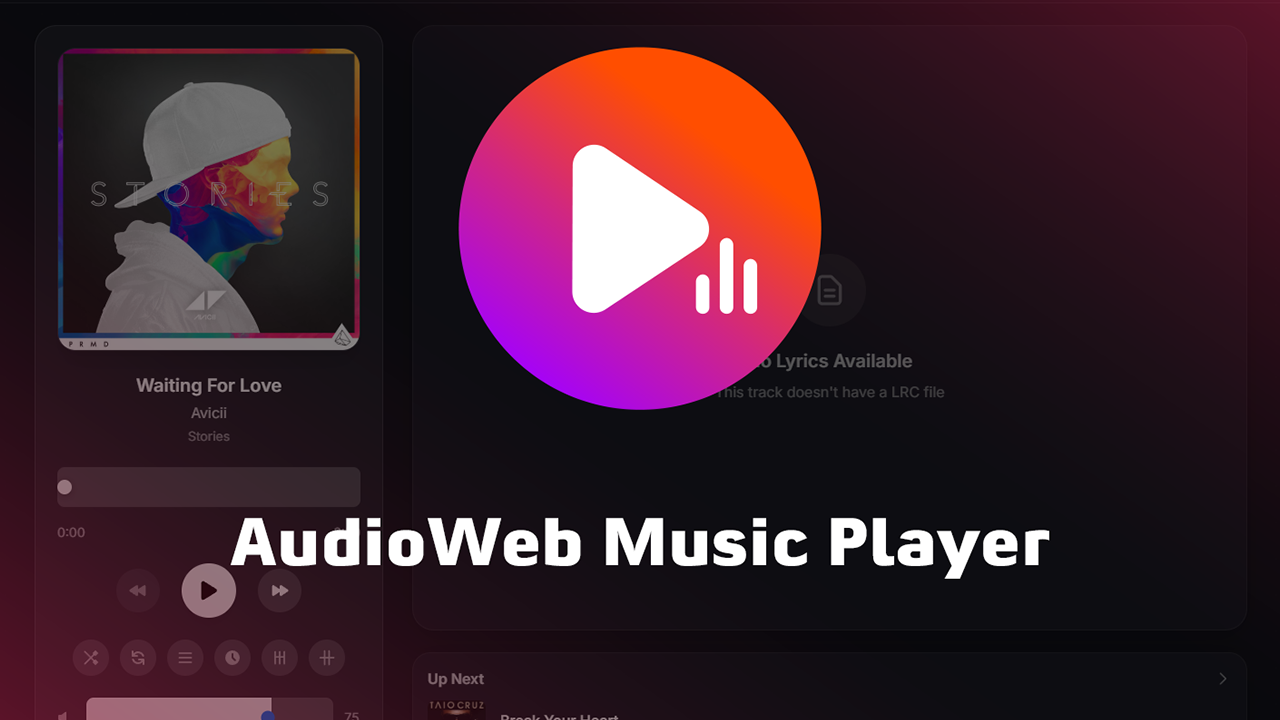 STORIES
AVICII
PRMD
Waiting For Love
Avicii
Stories
0:00
Lyrics Available
This track doesn't have a LRC file
AudioWeb Music Player
Up Next
TAIO CRUZ
Break Your Heart
75